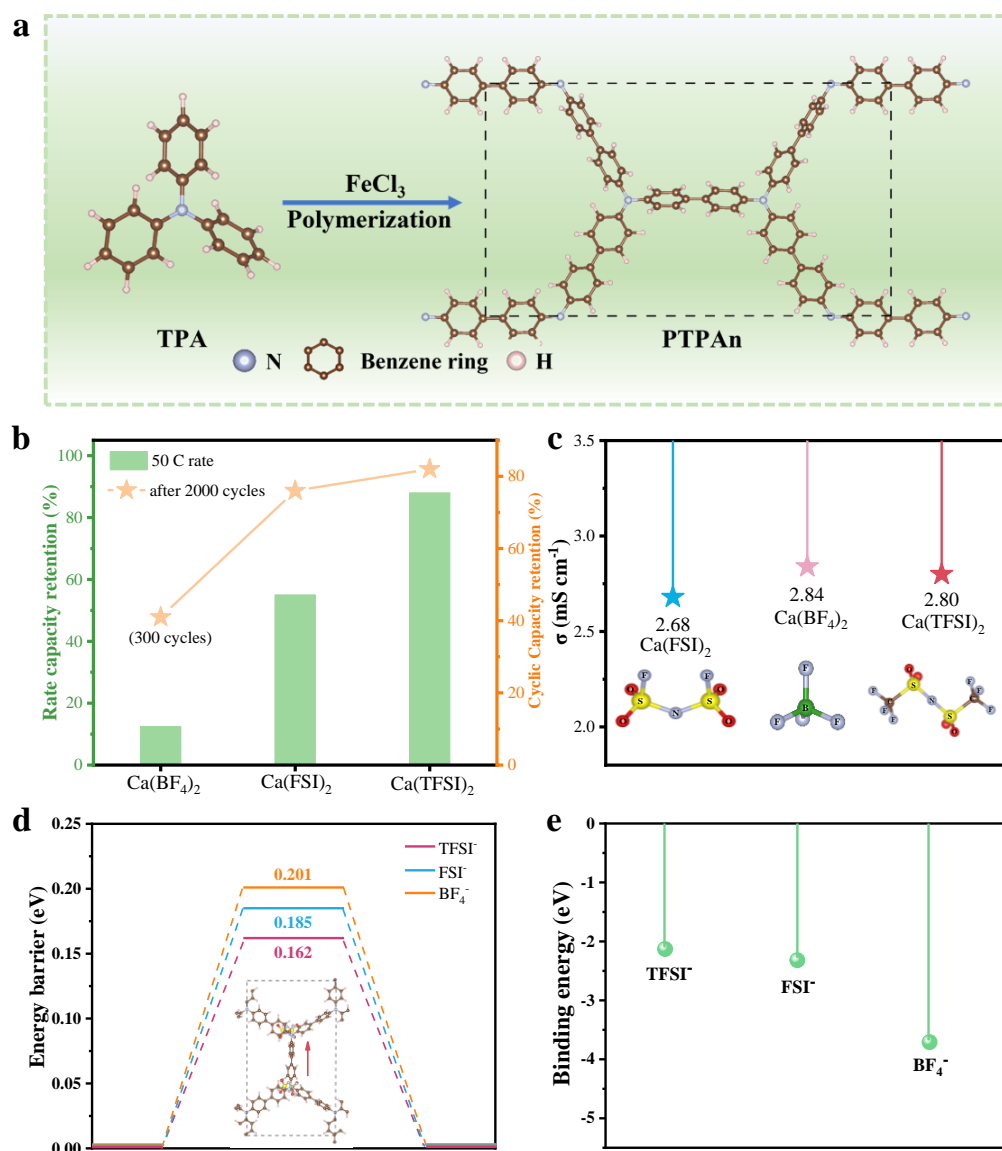 a
FeCl3
Polymerization
TPA
PTPAn
N
Benzene ring
H
b
Rate capacity retention (%)
100
80
60
40
20
0
50 C rate
after 2000 cycles
(300 cycles)
Ca(BF4)2
Ca(FSI)2
Ca(TFSI)2
80
60
40
20
0
Cyclic Capacity retention (%)
c
σ (mS cm-1)
3.5
3.0
2.5
2.0
2.68
Ca(FSI)2
2.84
Ca(BF4)2
2.80
Ca(TFSI)2
F F
O O
S S
O N O
F
B
F F
O
F S
F C N
F S F
O
d
Energy barrier (eV)
0.25
0.20
0.15
0.10
0.05
0.00
TFSI-
FSI-
BF4-
0.201
0.185
0.162
e
Binding energy (eV)
0
-1
-2
-3
-4
-5
TFSI-
FSI-
BF4-